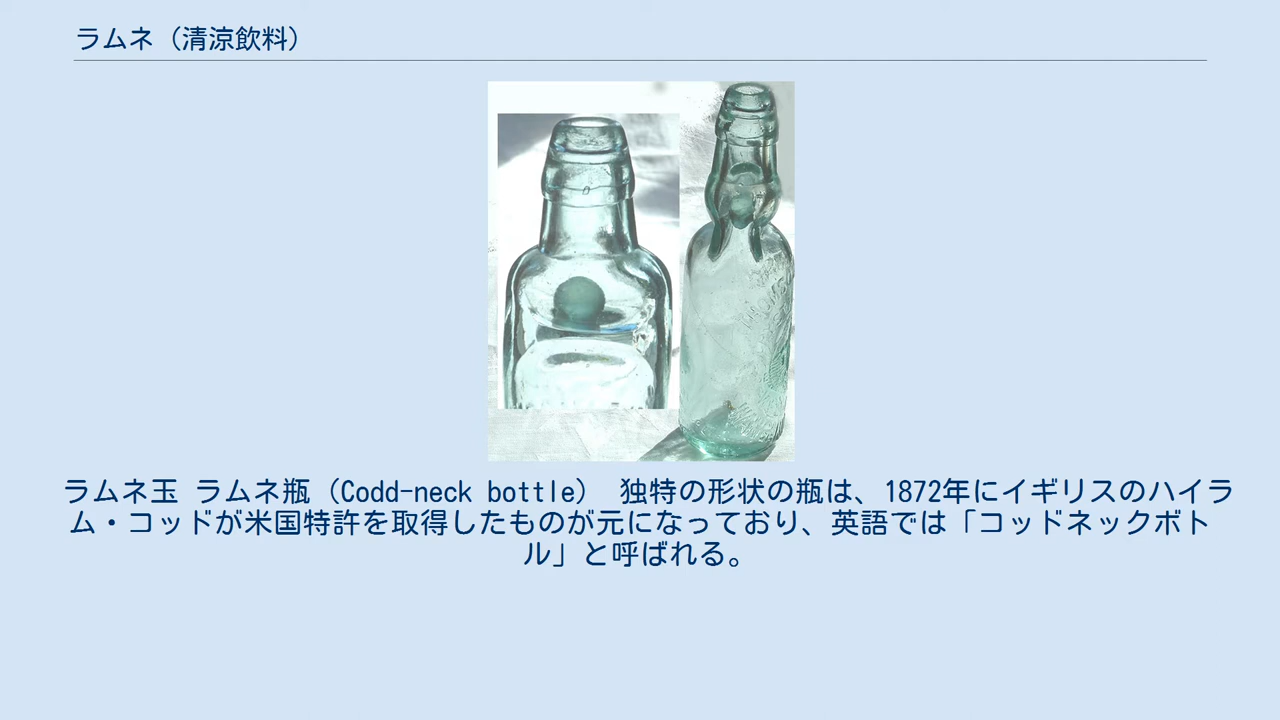 ラムネ（清涼飲料）
ラムネ玉 ラムネ瓶（Codd-neck bottle） 独特の形状の瓶は、1872年にイギリスのハイラ
ム・コッドが米国特許を取得したものが元になっており、英語では「コッドネックボト
ル」と呼ばれる。